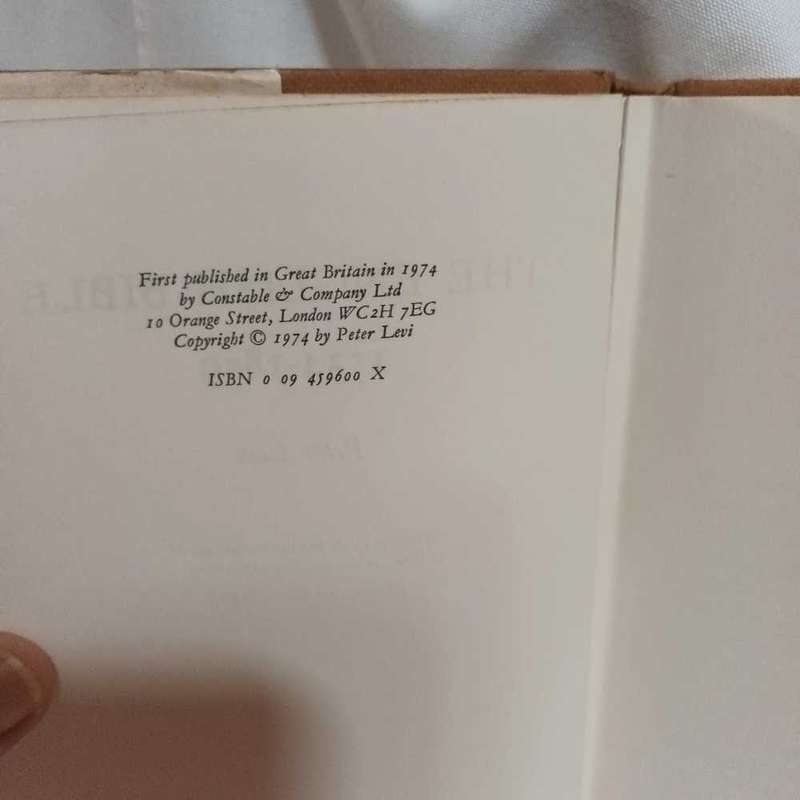 First published in Great Britain in 1974
by Constable & Company Ltd
10 Orange Street, London WC2H 7EG
Copyright © 1974 by Peter Levi
ISBN 0 09 459600 X